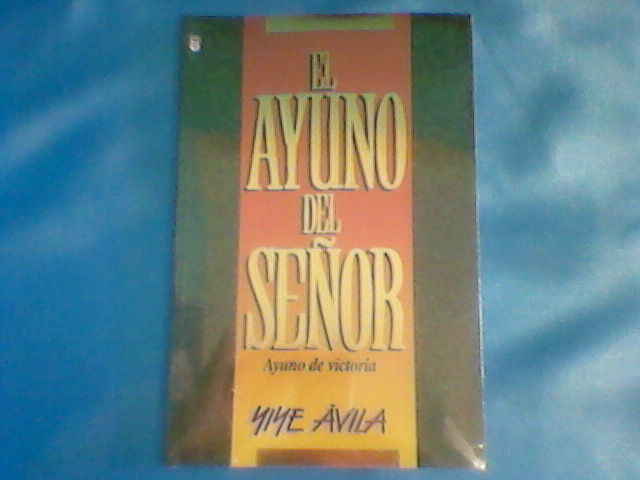 EL
AYUNO
DEL
SEÑOR
Ayuno de victoria
YIYE ÁVILA